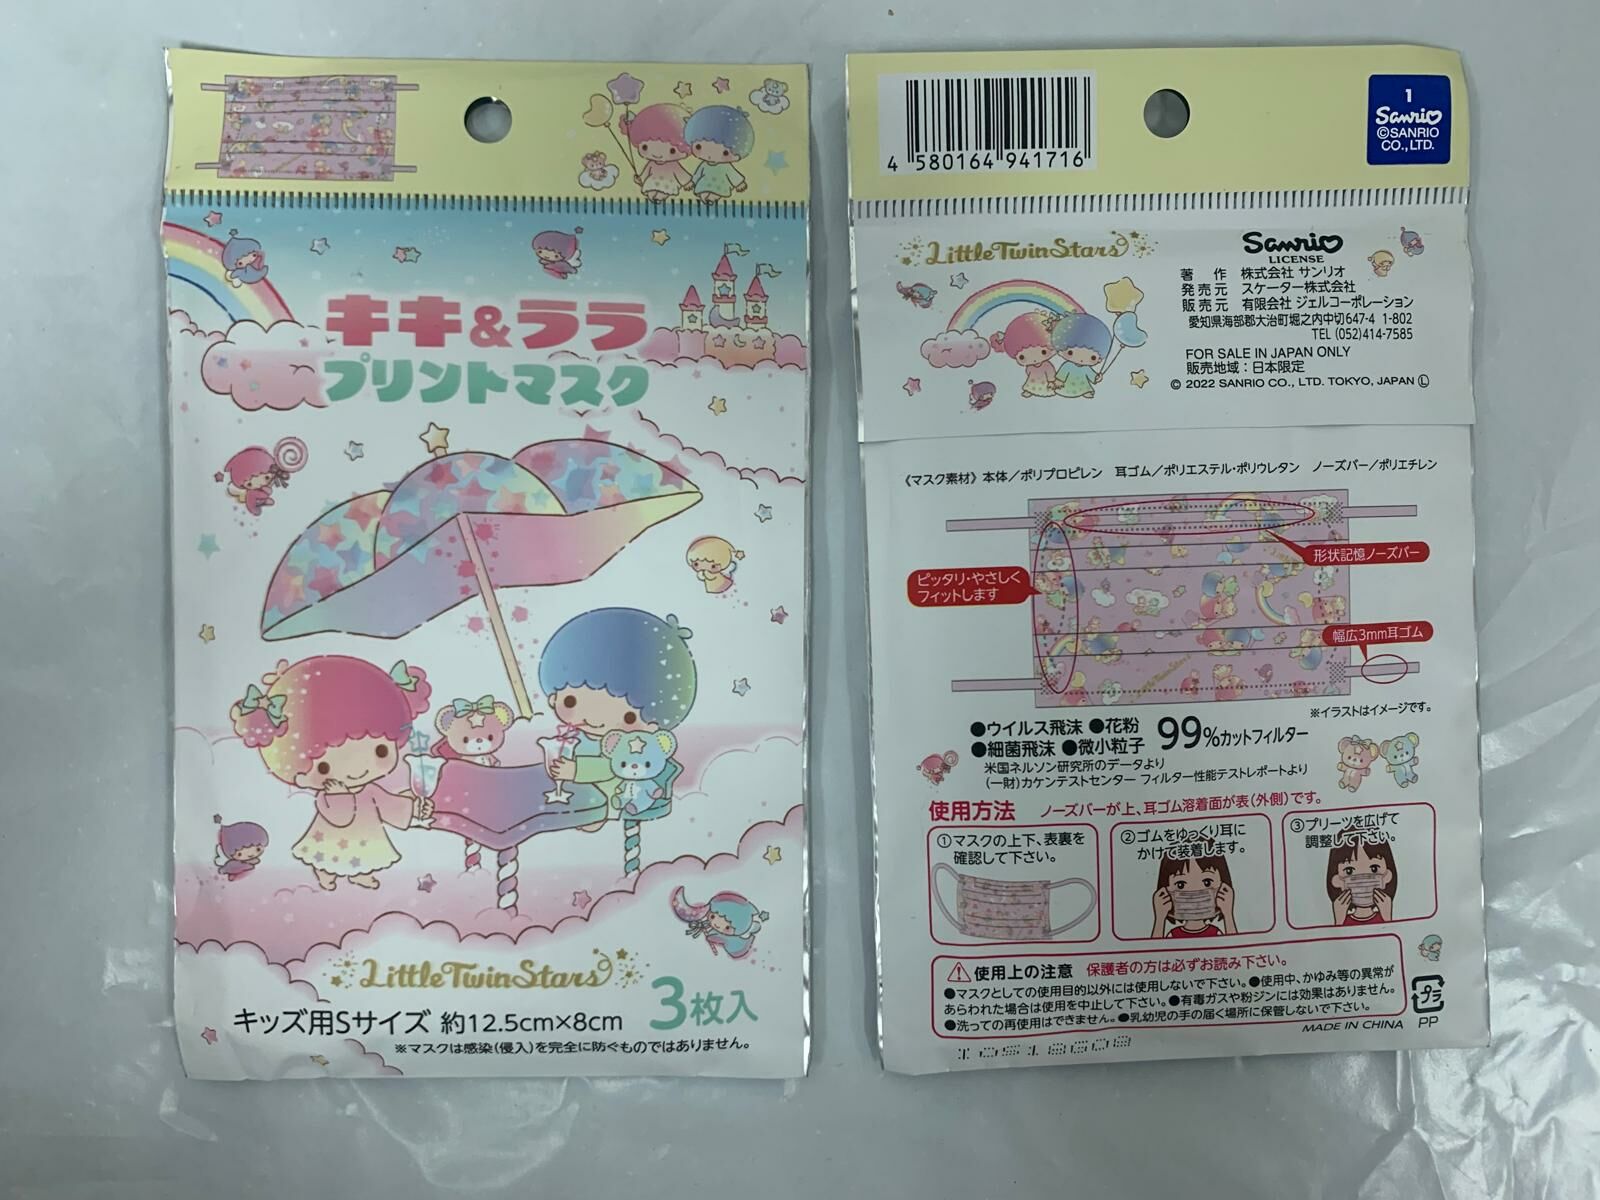 キキ&ララ
プリントマスク
LittleTwinStars
3枚入
キッズ用Sサイズ 約12.5cm×8cm
※マスクは感染(侵入)を完全に防ぐものではありません。
4 580164 941716
1
Sanrio
©SANRIO
CO.,LTD.
LittleTwinStars
Sanrio
LICENSE
著 作 株式会社 サンリオ
発売元 スケーター株式会社
販売元 有限会社 ジェルコーポレーション
愛知県海部郡大治町堀之内中切647-4 1-802
TEL (052)414-7585
FOR SALE IN JAPAN ONLY
販売地域:日本限定
© 2022 SANRIO CO., LTD. TOKYO, JAPAN Ⓛ
《マスク素材》本体/ポリプロピレン 耳ゴム/ポリエステル・ポリウレタン ノーズバー/ポリエチレン
形状記憶ノーズバー
ピッタリ・やさしく
フィットします
幅広3mm耳ゴム
※イラストはイメージです。
●ウイルス飛沫 ●花粉
●細菌飛沫 ●微小粒子 99%カットフィルター
米国ネルソン研究所のデータより
(一財)カケンテストセンター フィルター性能テストレポートより
使用方法 ノーズバーが上、耳ゴム溶着面が表(外側)です。
①マスクの上下、表裏を
確認して下さい。
②ゴムをゆっくり耳に
かけて装着します。
③プリーツを広げて
調整して下さい。
使用上の注意 保護者の方は必ずお読み下さい。
●マスクとしての使用目的以外には使用しないで下さい。●使用中、かゆみ等の異常が
あらわれた場合は使用を中止して下さい。●有毒ガスや粉ジンには効果はありません。
●洗っての再使用はできません。●乳幼児の手の届く場所に保管しないで下さい。
プラ
PP
MADE IN CHINA